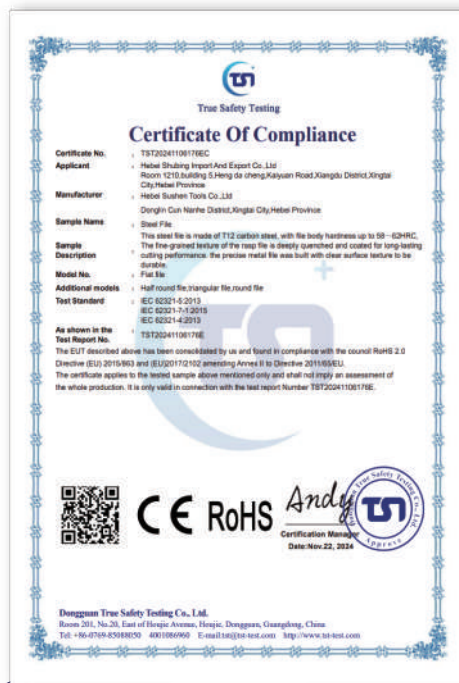 TST
True Safety Testing
Certificate Of Compliance
Certificate No. : TST20241106176EC
Applicant : Hebei Shubing Import And Export Co.,Ltd
Room 1210,building 5,Heng da cheng,Kaiyuan Road,Xiangdu District,Xingtai
City,Hebei Province
Manufacturer : Hebei Sushen Tools Co.,Ltd
Donglin Cun Nanhe District,Xingtai City,Hebei Province
Sample Name : Steel File
Sample Description : This steel file is made of T12 carbon steel, with file body hardness up to 58~62HRC,
The fine-grained texture of the rasp file is deeply quenched and coated for long-lasting
cutting performance. the precise metal file was built with clear surface texture to be
durable.
Model No. : Flat file
Additional models : Half round file,triangular file,round file
Test Standard : IEC 62321-5:2013
IEC 62321-7-1:2015
IEC 62321-4:2013
As shown in the
Test Report No. : TST20241106176E
The EUT described above has been consolidated by us and found in compliance with the council RoHS 2.0
Directive (EU) 2015/863 and (EU)2017/2102 amending Annex II to Directive 2011/65/EU.
The certificate applies to the tested sample above mentioned only and shall not imply an assessment of
the whole production. It is only valid in connection with the test report Number TST20241106176E.
CE RoHS
Andy
Certification Manager
Date:Nov.22, 2024
Dongguan True Safety Testing Co., Ltd.
TST
Approve
Dongguan True Safety Testing Co., Ltd.
Room 201, No.20, East of Houjie Avenue, Houjie, Dongguan, Guangdong, China
Tel: +86-0769-85088050 4001086960 E-mail:tst@tst-test.com http://www.tst-test.com